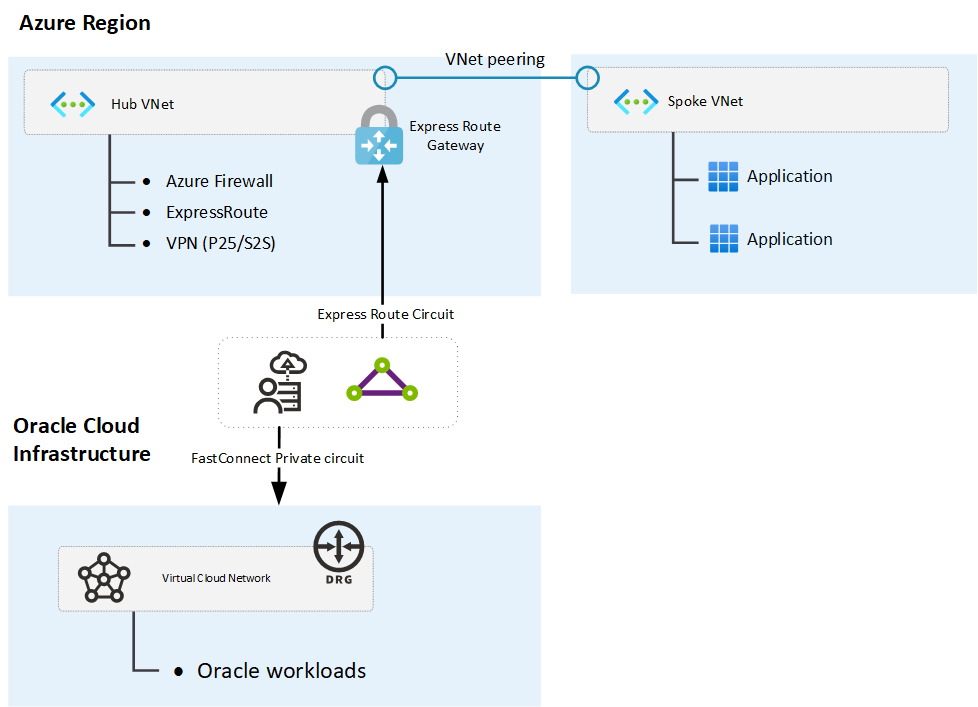 Azure Region
VNet peering
Hub VNet
Spoke VNet
Express Route
Gateway
Azure Firewall
ExpressRoute
VPN (P25/S2S)
Application
Application
Express Route Circuit
Oracle Cloud
Infrastructure
FastConnect Private circuit
DRG
Virtual Cloud Network
Oracle workloads